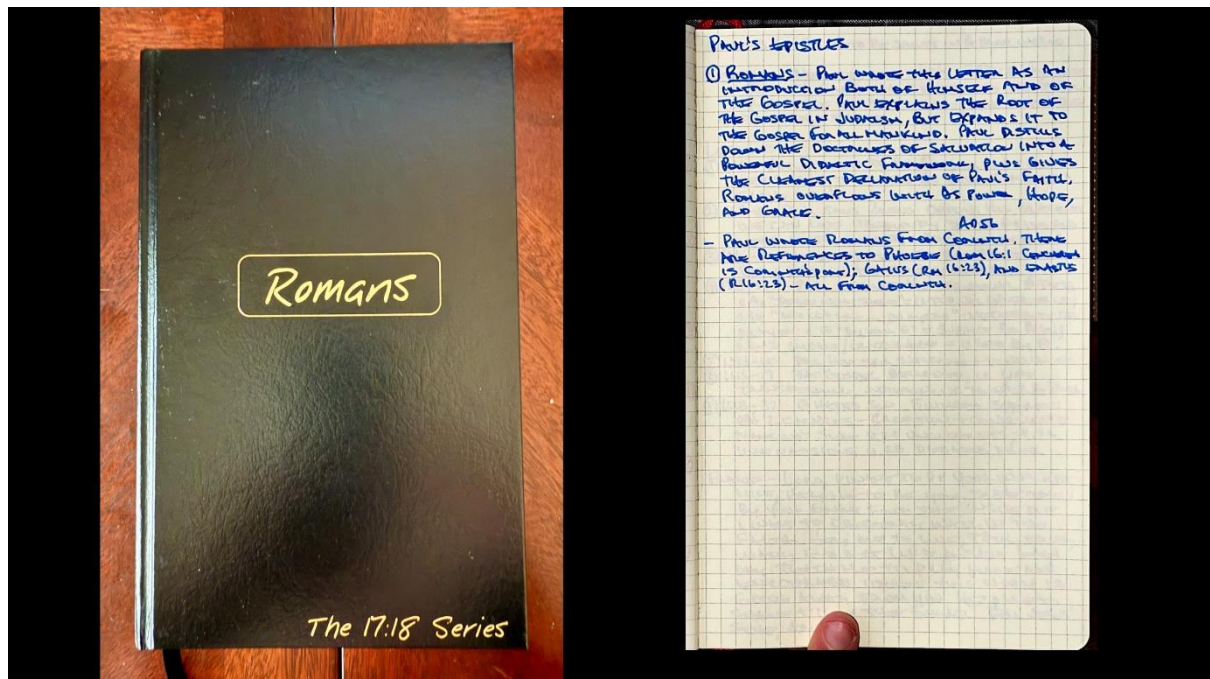 Romans
The 17:18 Series
PAUL'S EPISTLES
① ROMANS - PAUL WROTE THIS LETTER AS AN
INTRODUCTION BOTH OF HIMSELF AND OF
THE GOSPEL. PAUL EXPLAINS THE ROOT OF
THE GOSPEL IN JUDAISM, BUT EXPANDS IT TO
THE GOSPEL FOR ALL MANKIND. PAUL DISTILLS
DOWN THE DOCTRINES OF SALVATION INTO A
POWERFUL DIDACTIC FRAMEWORK, PLUS GIVES
THE CLEAREST DECLARATION OF PAUL'S FAITH.
ROMANS OVERFLOWS WITH POWER, HOPE,
AND GRACE.
AD56
- PAUL WROTE ROMANS FROM CORINTH. THERE
ARE REFERENCES TO PHOEBE (ROM 16:1
IS CORINTH'S PORT); GAIUS (RM 16:23), AND
(R16:23) - ALL FROM CORINTH.